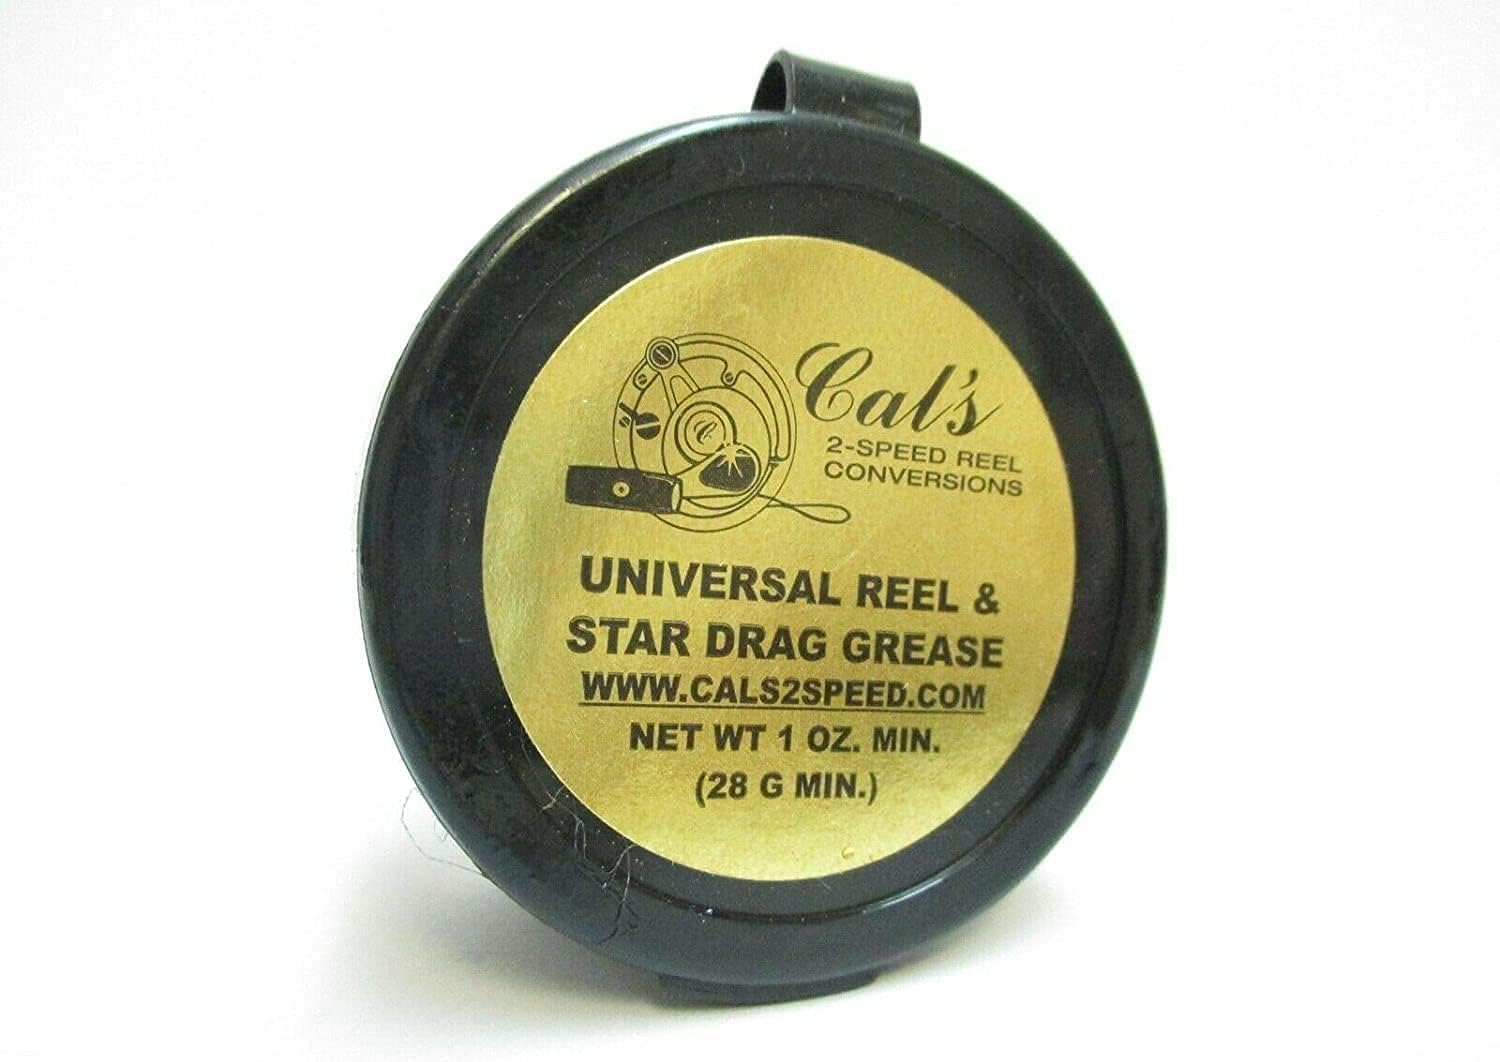 Cal's
2-SPEED REEL
CONVERSIONS
C
UNIVERSAL REEL &
STAR DRAG GREASE
WWW.CALS2SPEED.COM
NET WT 1 OZ. MIN.
(28 G MIN.)